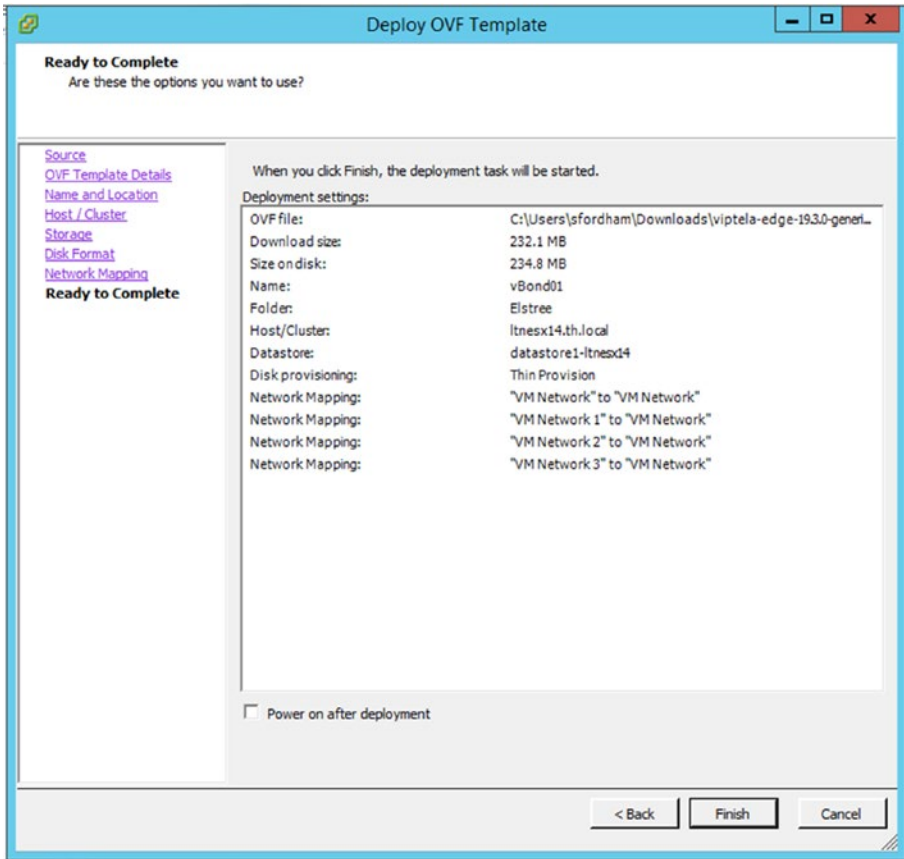 Deploy OVF Template
Ready to Complete
Are these the options you want to use?
Source
OVF Template Details
Name and Location
Host / Cluster
Storage
Disk Format
Network Mapping
Ready to Complete
When you click Finish, the deployment task will be started.
Deployment settings:
OVF file: C:\Users\sfordham\Downloads\viptela-edge-19.3.0-generi...
Download size: 232.1 MB
Size on disk: 234.8 MB
Name: vBond01
Folder: Elstree
Host/Cluster: ltnesx14.th.local
Datastore: datastore1-ltnesx14
Disk provisioning: Thin Provision
Network Mapping: "VM Network" to "VM Network"
Network Mapping: "VM Network 1" to "VM Network"
Network Mapping: "VM Network 2" to "VM Network"
Network Mapping: "VM Network 3" to "VM Network"
Power on after deployment
< Back Finish Cancel